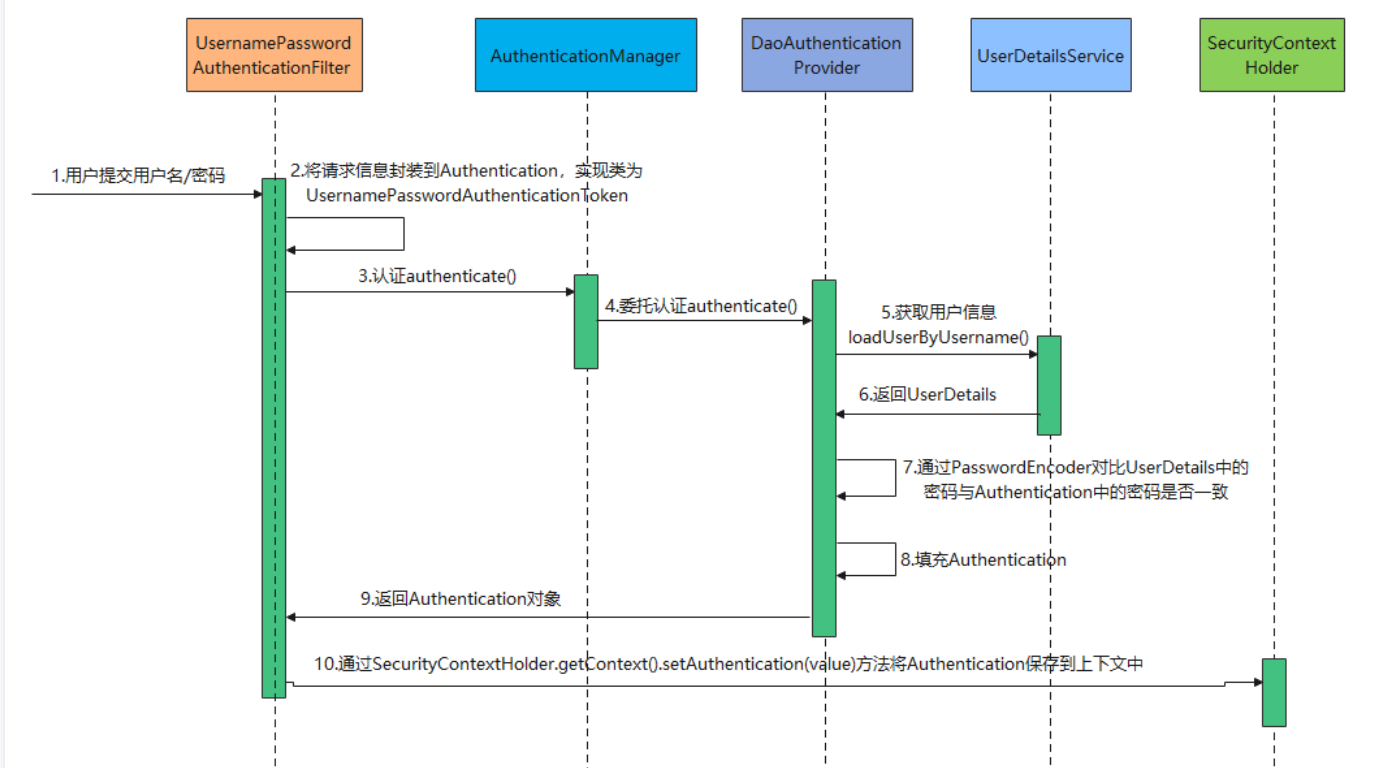 UsernamePassword
AuthenticationFilter
AuthenticationManager
DaoAuthentication
Provider
UserDetailsService
SecurityContext
Holder
1.用户提交用户名/密码
2.将请求信息封装到Authentication，实现类为
UsernamePasswordAuthenticationToken
3.认证authenticate()
4.委托认证authenticate()
5.获取用户信息
loadUserByUsername()
6.返回UserDetails
7.通过PasswordEncoder对比UserDetails中的
密码与Authentication中的密码是否一致
8.填充Authentication
9.返回Authentication对象
10.通过SecurityContextHolder.getContext().setAuthentication(value)方法将Authentication保存到上下文中